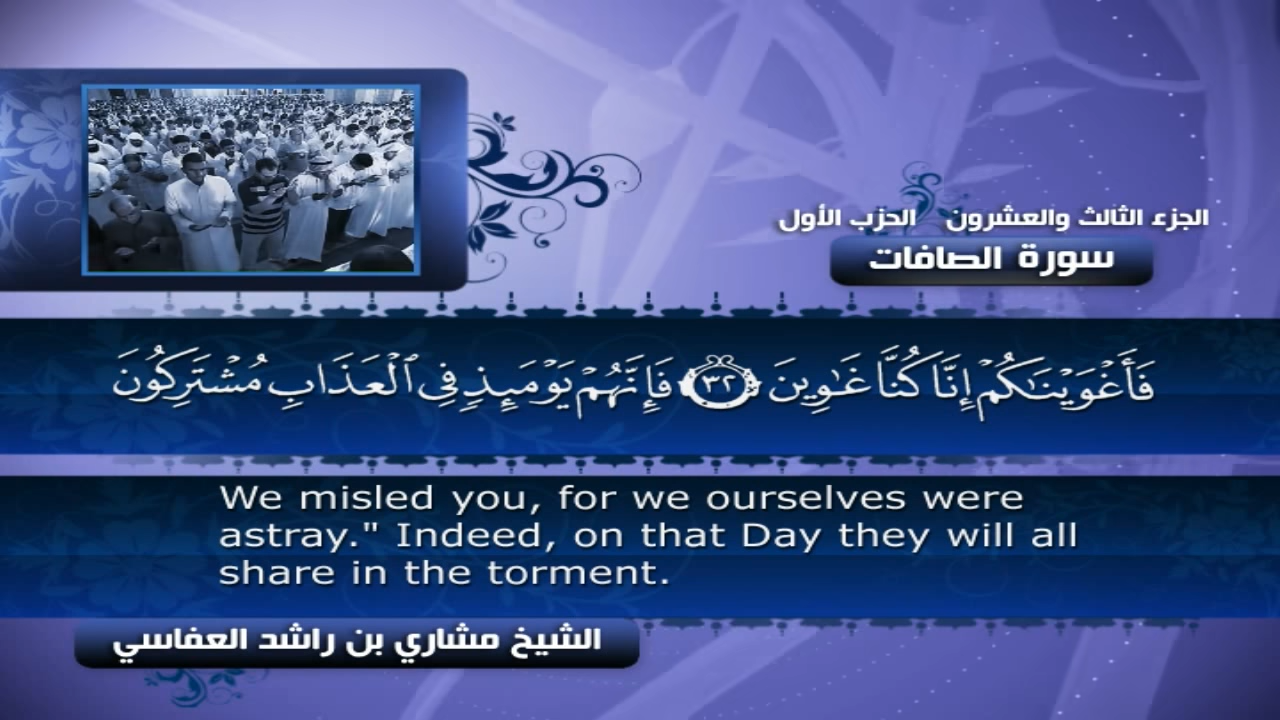 الجزء الثالث والعشرون الحزب الأول
سورة الصافات
فَأَغْوَيْنَـٰكُمْ إِنَّا كُنَّا غَـٰوِينَ ٣٢ فَإِنَّهُمْ يَوْمَئِذٍ فِى ٱلْعَذَابِ مُشْتَرِكُونَ
We misled you, for we ourselves were
astray." Indeed, on that Day they will all
share in the torment.
الشيخ مشاري بن راشد العفاسي